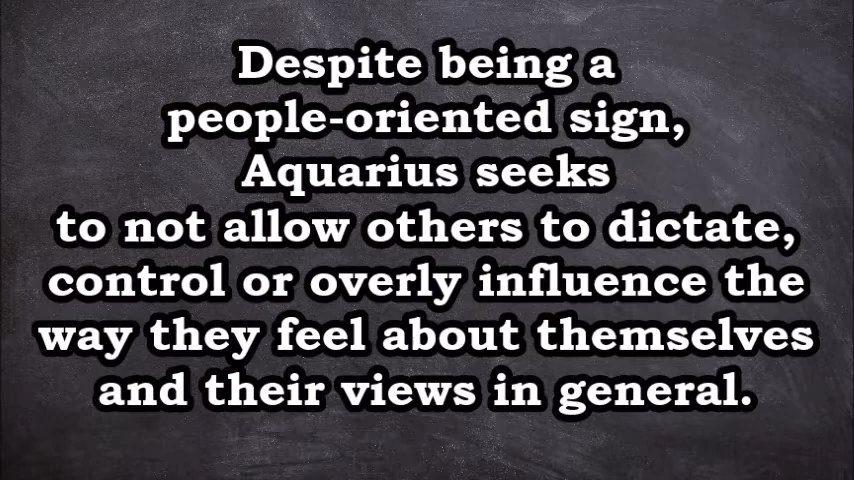 Despite being a
people-oriented sign,
Aquarius seeks
to not allow others to dictate,
control or overly influence the
way they feel about themselves
and their views in general.